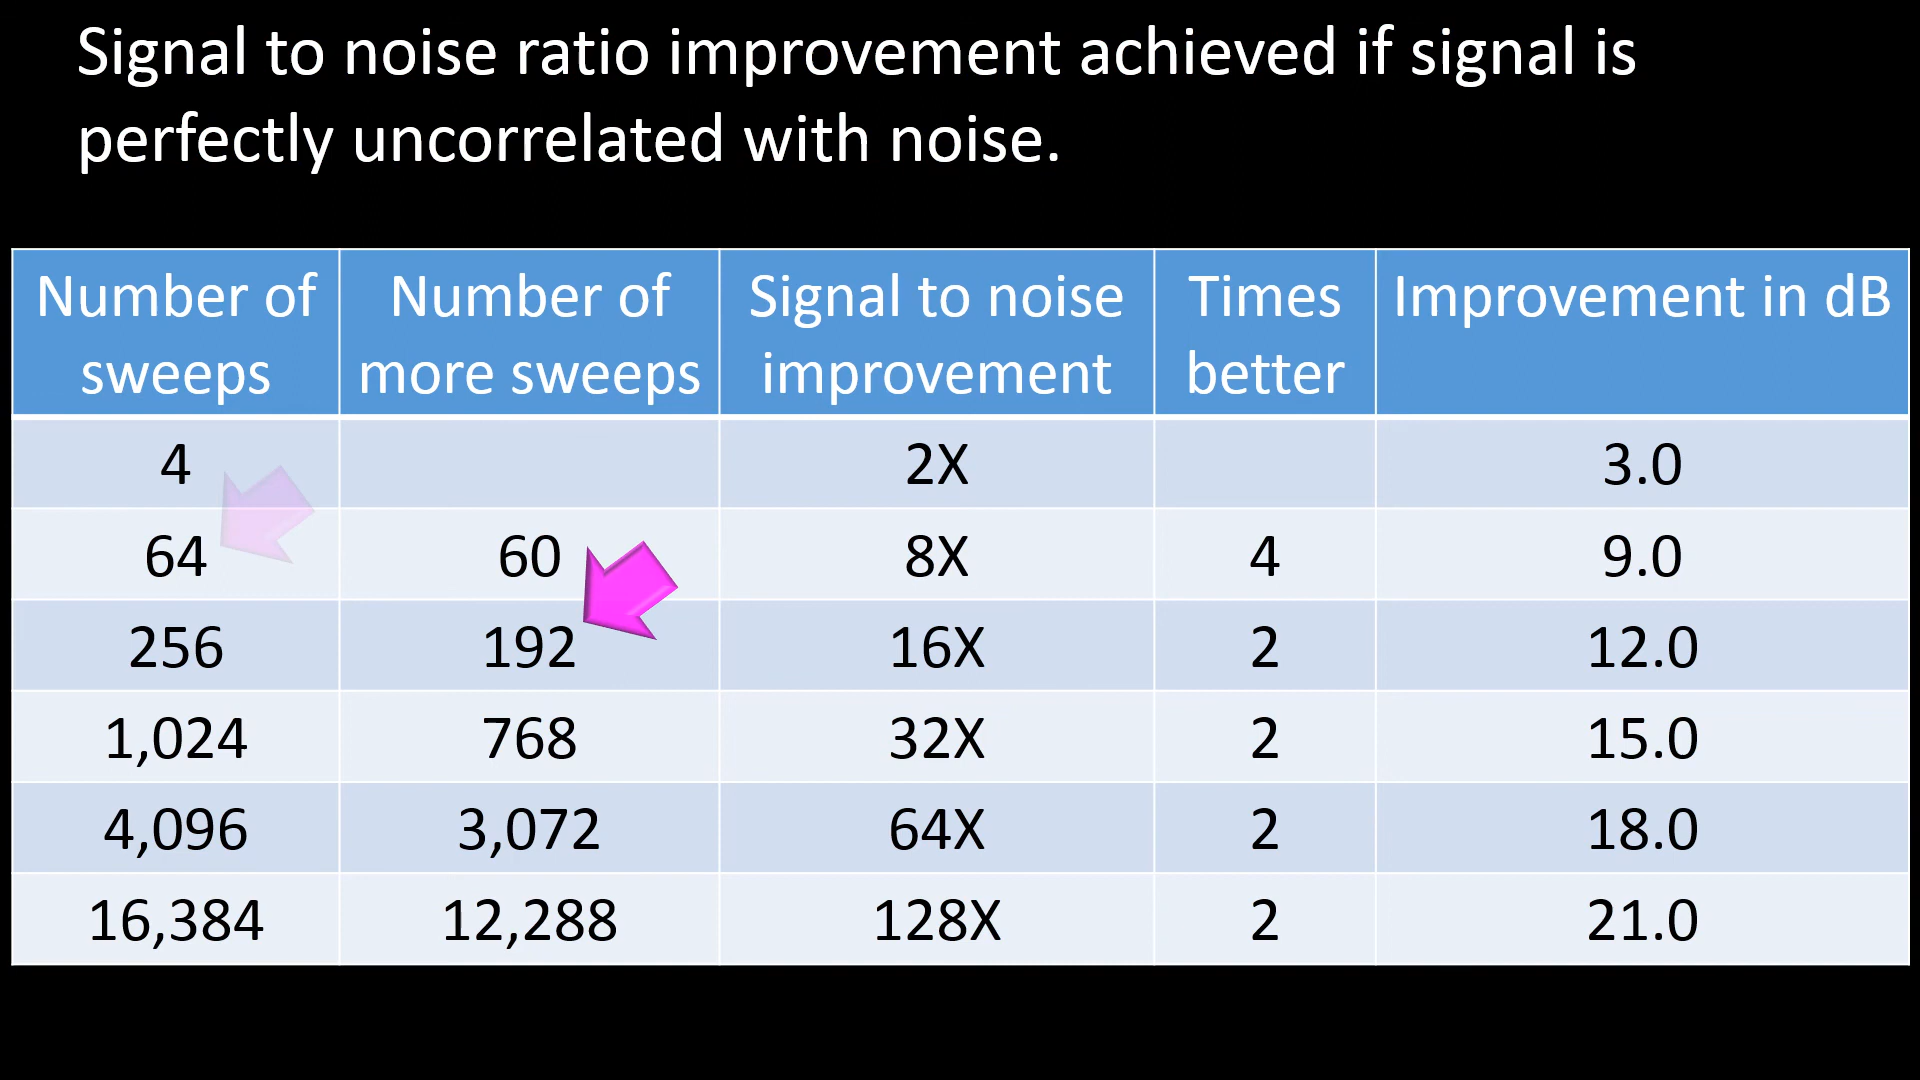 Signal to noise ratio improvement achieved if signal is
perfectly uncorrelated with noise.
Number of sweeps | Number of more sweeps | Signal to noise improvement | Times better | Improvement in dB
4 | | 2X | | 3.0
64 | 60 | 8X | 4 | 9.0
256 | 192 | 16X | 2 | 12.0
1,024 | 768 | 32X | 2 | 15.0
4,096 | 3,072 | 64X | 2 | 18.0
16,384 | 12,288 | 128X | 2 | 21.0